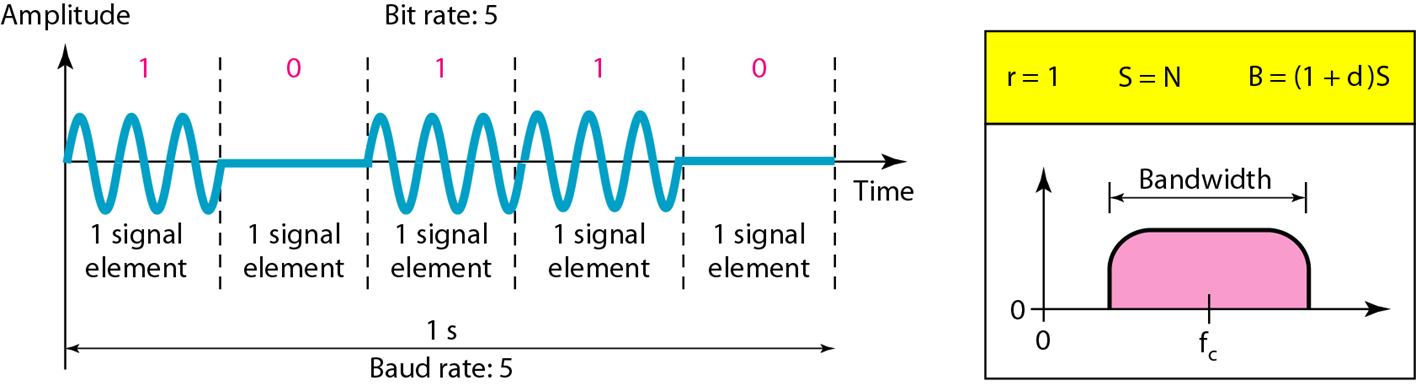 Amplitude
Bit rate: 5
1 0 1 1 0
Time
1 signal element
1 signal element
1 signal element
1 signal element
1 signal element
1 s
Baud rate: 5
r = 1 S = N B = (1 + d)S
Bandwidth
0
0
fc